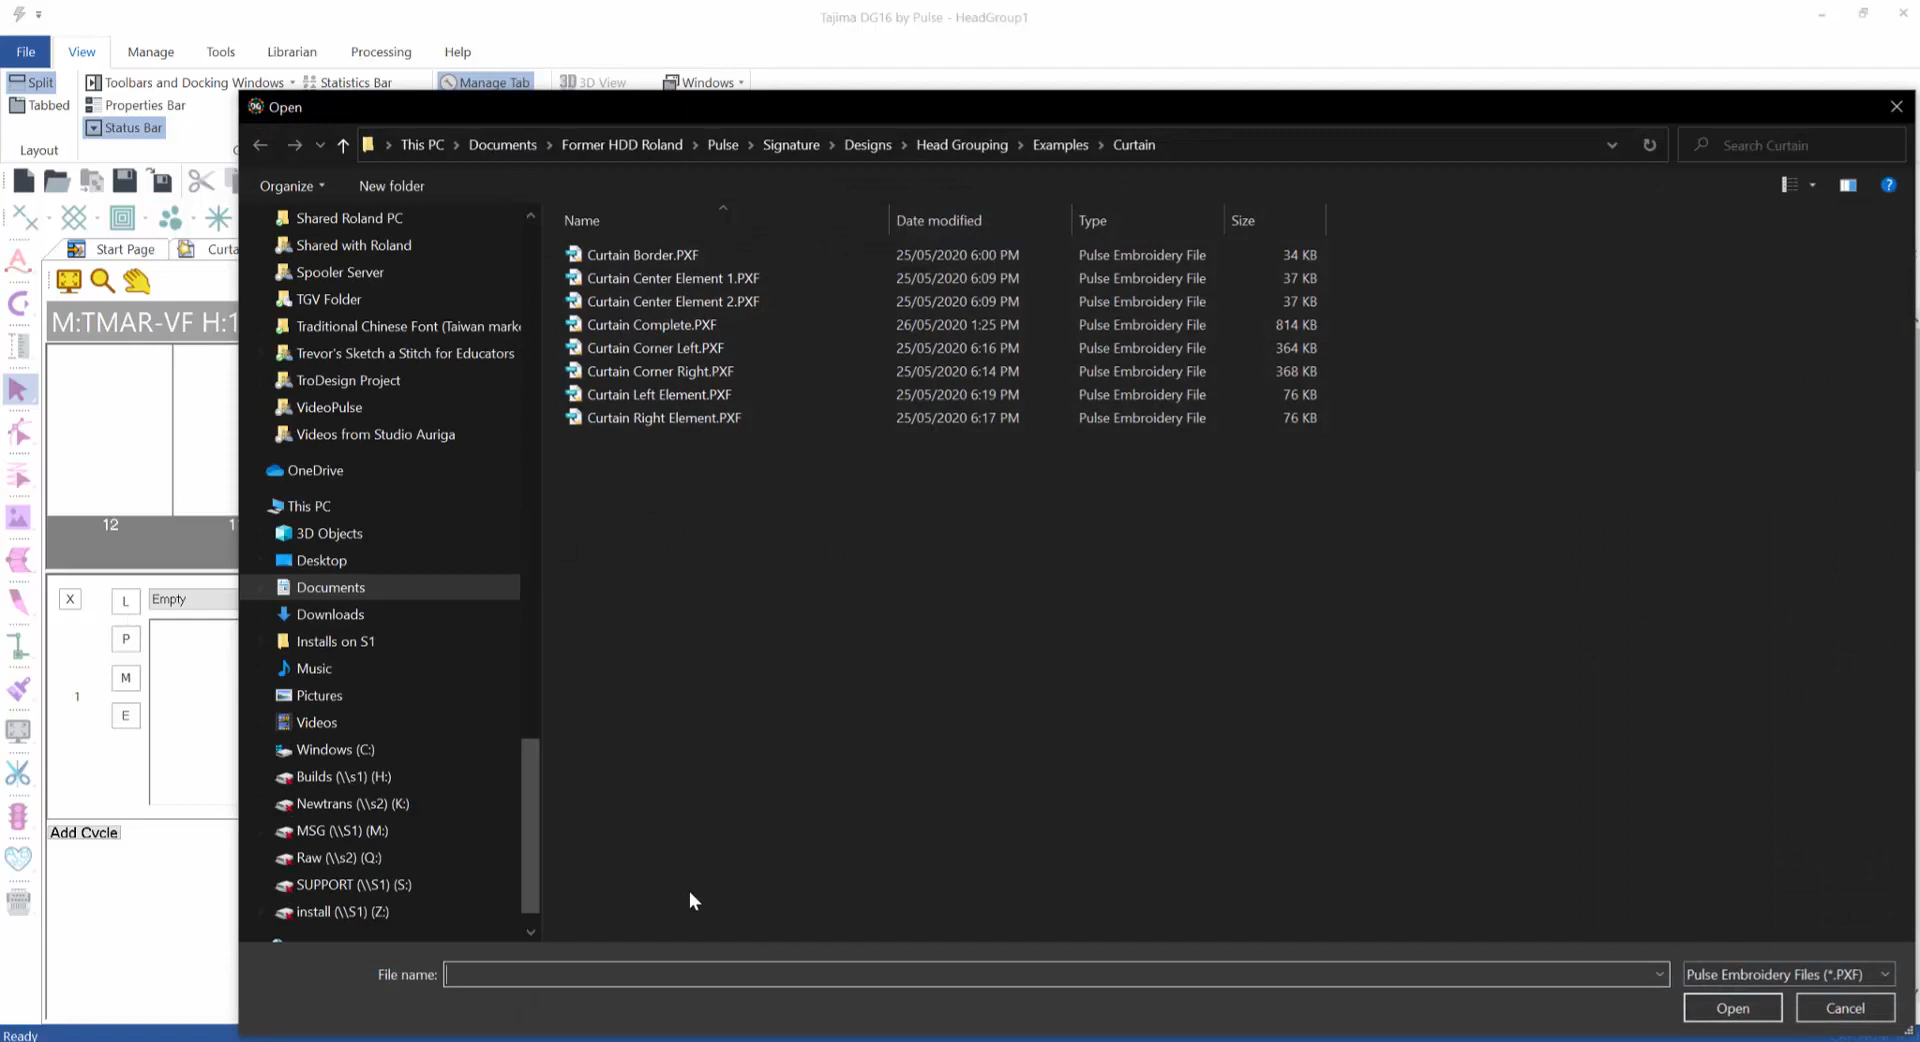 Tajima DG16 by Pulse - HeadGroup1
File View Manage Tools Librarian Processing Help
Split Toolbars and Docking Windows Statistics Bar Manage Tab 3D View Windows
Tabbed Properties Bar
Status Bar
Layout
Open
This PC Documents Former HDD Roland Pulse Signature Designs Head Grouping Examples Curtain Search Curtain
Organize New folder
Start Page Curta
M:TMAR-VF H:1
12 1
X L Empty
P
M
1
E
Add Cycle
Shared Roland PC
Shared with Roland
Spooler Server
TGV Folder
Traditional Chinese Font (Taiwan marke
Trevor's Sketch a Stitch for Educators
TroDesign Project
VideoPulse
Videos from Studio Auriga
OneDrive
This PC
3D Objects
Desktop
Documents
Downloads
Installs on S1
Music
Pictures
Videos
Windows (C:)
Builds (\\s1) (H:)
Newtrans (\\s2) (K:)
MSG (\\S1) (M:)
Raw (\\s2) (Q:)
SUPPORT (\\S1) (S:)
install (\\S1) (Z:)
Name Date modified Type Size
Curtain Border.PXF 25/05/2020 6:00 PM Pulse Embroidery File 34 KB
Curtain Center Element 1.PXF 25/05/2020 6:09 PM Pulse Embroidery File 37 KB
Curtain Center Element 2.PXF 25/05/2020 6:09 PM Pulse Embroidery File 37 KB
Curtain Complete.PXF 26/05/2020 1:25 PM Pulse Embroidery File 814 KB
Curtain Corner Left.PXF 25/05/2020 6:16 PM Pulse Embroidery File 364 KB
Curtain Corner Right.PXF 25/05/2020 6:14 PM Pulse Embroidery File 368 KB
Curtain Left Element.PXF 25/05/2020 6:19 PM Pulse Embroidery File 76 KB
Curtain Right Element.PXF 25/05/2020 6:17 PM Pulse Embroidery File 76 KB
File name: Pulse Embroidery Files (*.PXF)
Open Cancel
Ready